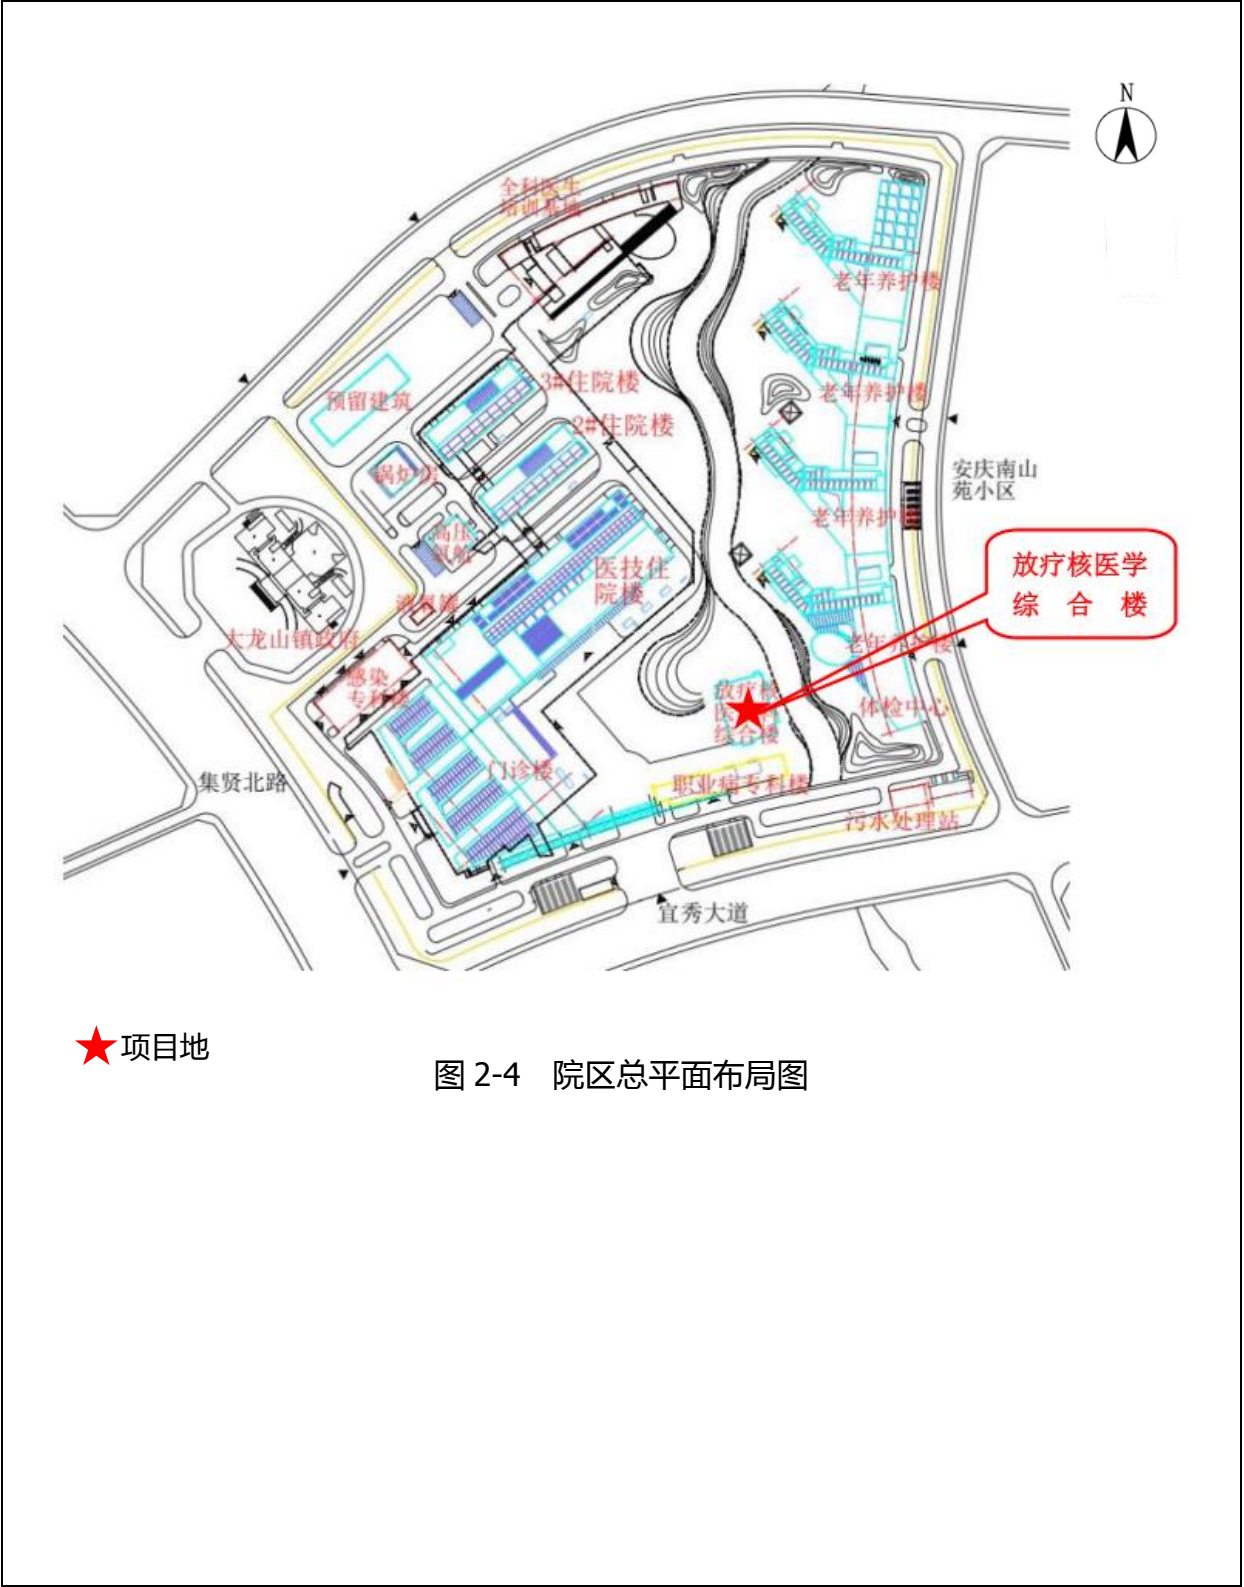 N
全科医生
培训基地
老年养护楼
3#住院楼
老年养护楼
预留建筑
2#住院楼
锅炉房
安庆南山
苑小区
老年养护楼
高压
氧舱
放疗核医学
综 合 楼
医技住
院楼
液氧罐
大龙山镇政府
老年养护楼
感染
专科楼
放疗核
医学科
综合楼
体检中心
集贤北路
门诊楼
职业病专科楼
污水处理站
宜秀大道
项目地
图 2-4 院区总平面布局图